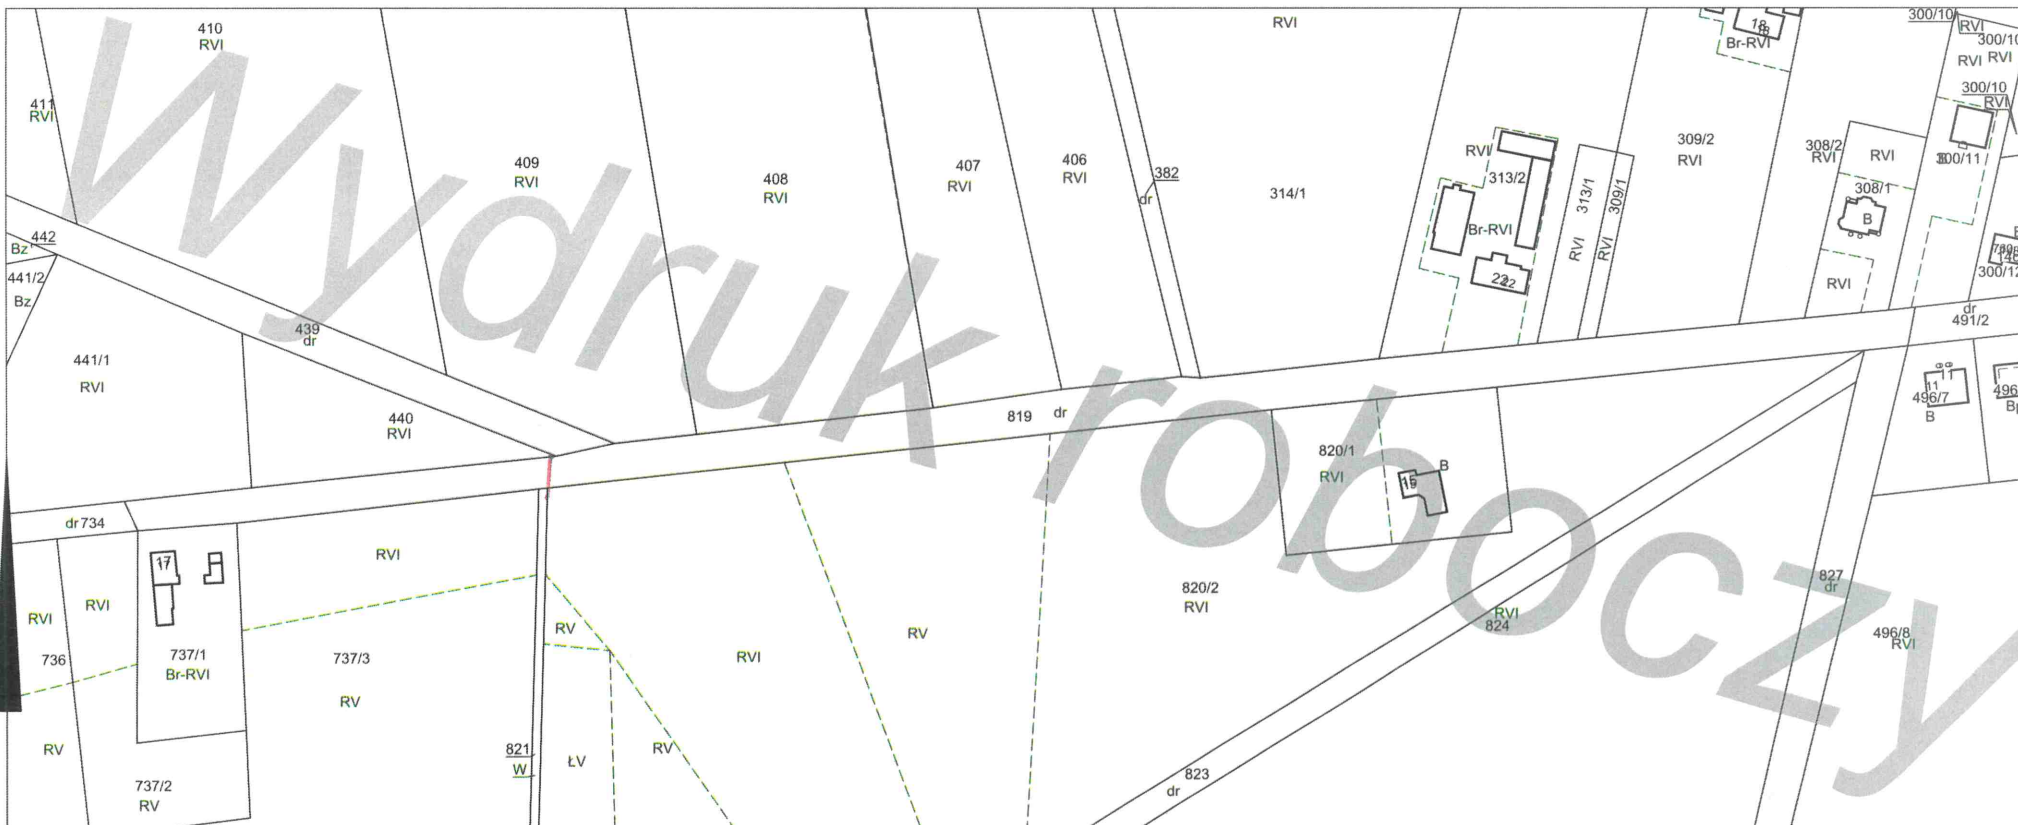 Wydruk roboczy
410
RVI
RVI
18
Br-RVI
300/10
RVI
RVI
RVI
300/10
RVI
411
RVI
409
RVI
408
RVI
407
RVI
406
RVI
382
dr
314/1
RVI
313/2
Br-RVI
22
313/1
RVI
309/1
RVI
309/2
RVI
308/2
RVI
RVI
308/1
B
RVI
300/11
300/12
442
Bz
441/2
Bz
439
dr
441/1
RVI
440
RVI
819 dr
dr
491/2
11
496/7
B
820/1
RVI
B
15
dr 734
17
RVI
RVI
RVI
736
737/1
Br-RVI
737/3
RV
RV
737/2
RV
821
W
RV
ŁV
RV
RVI
RV
820/2
RVI
RVI
824
823
dr
827
dr
496/8
RVI